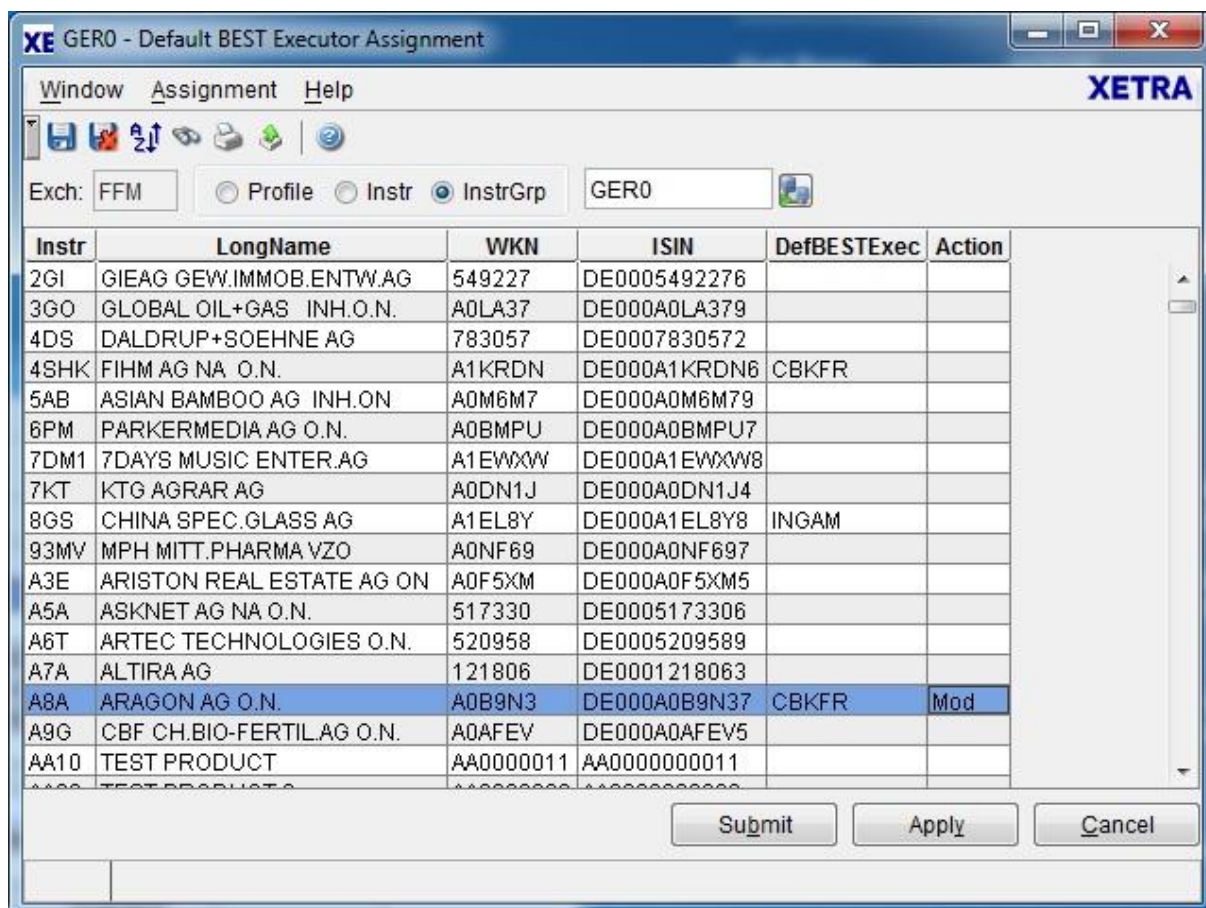 XE GER0 - Default BEST Executor Assignment
Window Assignment Help XETRA
Exch: FFM Profile Instr InstrGrp GER0
Instr LongName WKN ISIN DefBESTExec Action
2GI GIEAG GEW.IMMOB.ENTW.AG 549227 DE0005492276
3GO GLOBAL OIL+GAS INH.O.N. A0LA37 DE000A0LA379
4DS DALDRUP+SOEHNE AG 783057 DE0007830572
4SHK FIHM AG NA O.N. A1KRDN DE000A1KRDN6 CBKFR
5AB ASIAN BAMBOO AG INH.ON A0M6M7 DE000A0M6M79
6PM PARKERMEDIA AG O.N. A0BMPU DE000A0BMPU7
7DM1 7DAYS MUSIC ENTER.AG A1EWXW DE000A1EWXW8
7KT KTG AGRAR AG A0DN1J DE000A0DN1J4
8GS CHINA SPEC.GLASS AG A1EL8Y DE000A1EL8Y8 INGAM
93MV MPH MITT.PHARMA VZO A0NF69 DE000A0NF697
A3E ARISTON REAL ESTATE AG ON A0F5XM DE000A0F5XM5
A5A ASKNET AG NA O.N. 517330 DE0005173306
A6T ARTEC TECHNOLOGIES O.N. 520958 DE0005209589
A7A ALTIRA AG 121806 DE0001218063
A8A ARAGON AG O.N. A0B9N3 DE000A0B9N37 CBKFR Mod
A9G CBF CH.BIO-FERTIL.AG O.N. A0AFEV DE000A0AFEV5
AA10 TEST PRODUCT AA0000011 AA0000000011
Submit Apply Cancel